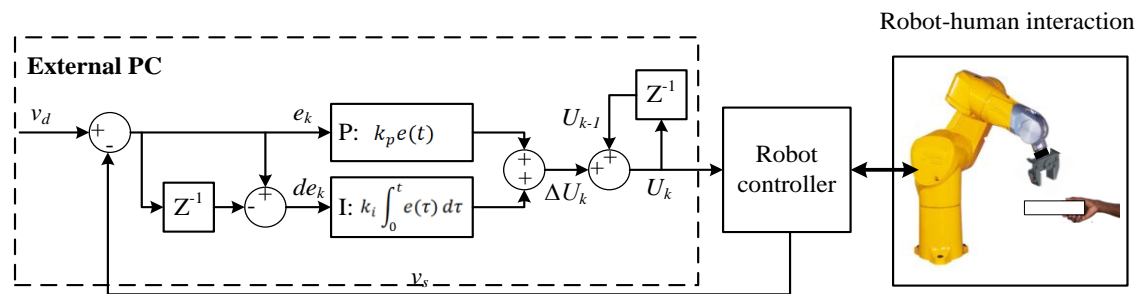 Robot-human interaction
External PC
v_d
+
-
e_k
P: k_p e(t)
Z^-1
U_k-1
Z^-1
+
-
de_k
I: k_i ∫_0^t e(τ) dτ
+
+
ΔU_k
+
+
U_k
Robot
controller
v_s